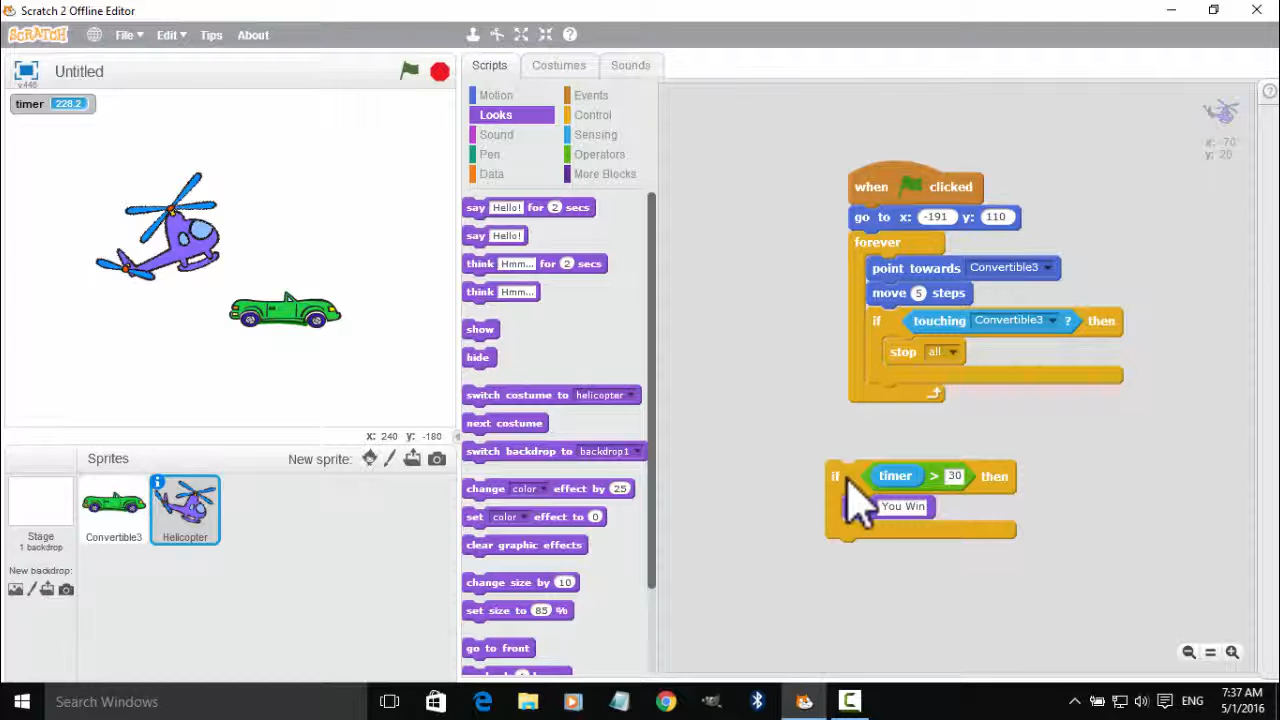 Scratch 2 Offline Editor
SCRATCH File Edit Tips About
Untitled
v446
timer 228.2
Scripts Costumes Sounds
Motion Events
Looks Control
Sound Sensing
Pen Operators
Data More Blocks
say Hello! for 2 secs
say Hello!
think Hmm... for 2 secs
think Hmm...
show
hide
switch costume to helicopter
next costume
switch backdrop to backdrop1
change color effect by 25
set color effect to 0
clear graphic effects
change size by 10
set size to 85 %
go to front
x: -70
y: 20
when clicked
go to x: -191 y: 110
forever
point towards Convertible3
move 5 steps
if touching Convertible3 ? then
stop all
if timer > 30 then
You Win
x: 240 y: -180
Sprites New sprite:
Stage
1 backdrop
New backdrop:
Convertible3 Helicopter
Search Windows
ENG
7:37 AM
5/1/2016